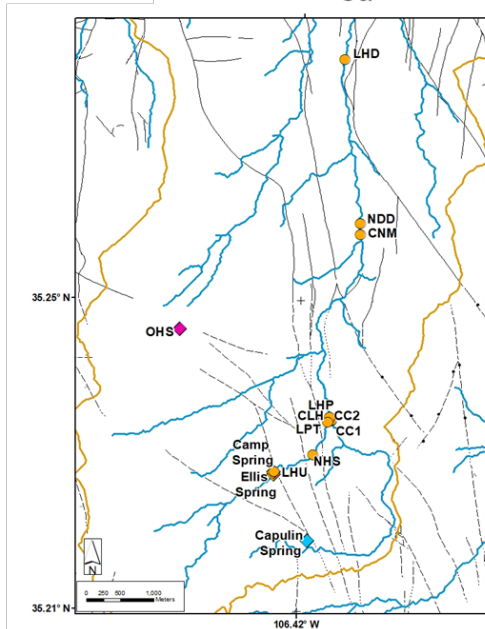 LHD
NDD
CNM
35.25° N
OHS
LHP
CLH CC2
LPT CC1
Camp
Spring
NHS
LHU
Ellis
Spring
Capulin
Spring
N
0 250 500 1,000
Meters
35.21° N
106.42° W